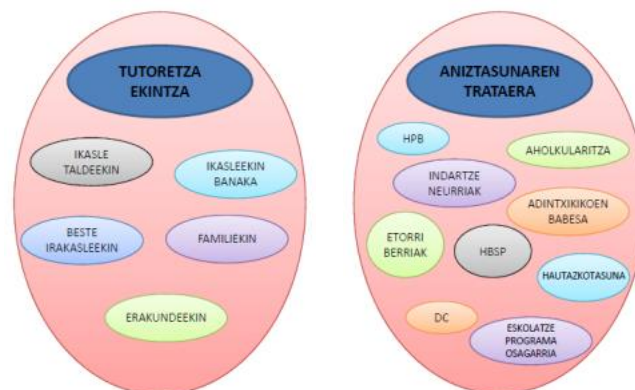 TUTORETZA
EKINTZA
IKASLE
TALDEEKIN
IKASLEEKIN
BANAKA
BESTE
IRAKASLEEKIN
FAMILIEKIN
ERAKUNDEEKIN
ANIZTASUNAREN
TRATAERA
HPB
AHOLKULARITZA
INDARTZE
NEURRIAK
ADINTXIKIKOEN
BABESA
ETORRI
BERRIAK
HBSP
HAUTAZKOTASUNA
DC
ESKOLATZE
PROGRAMA
OSAGARRIA